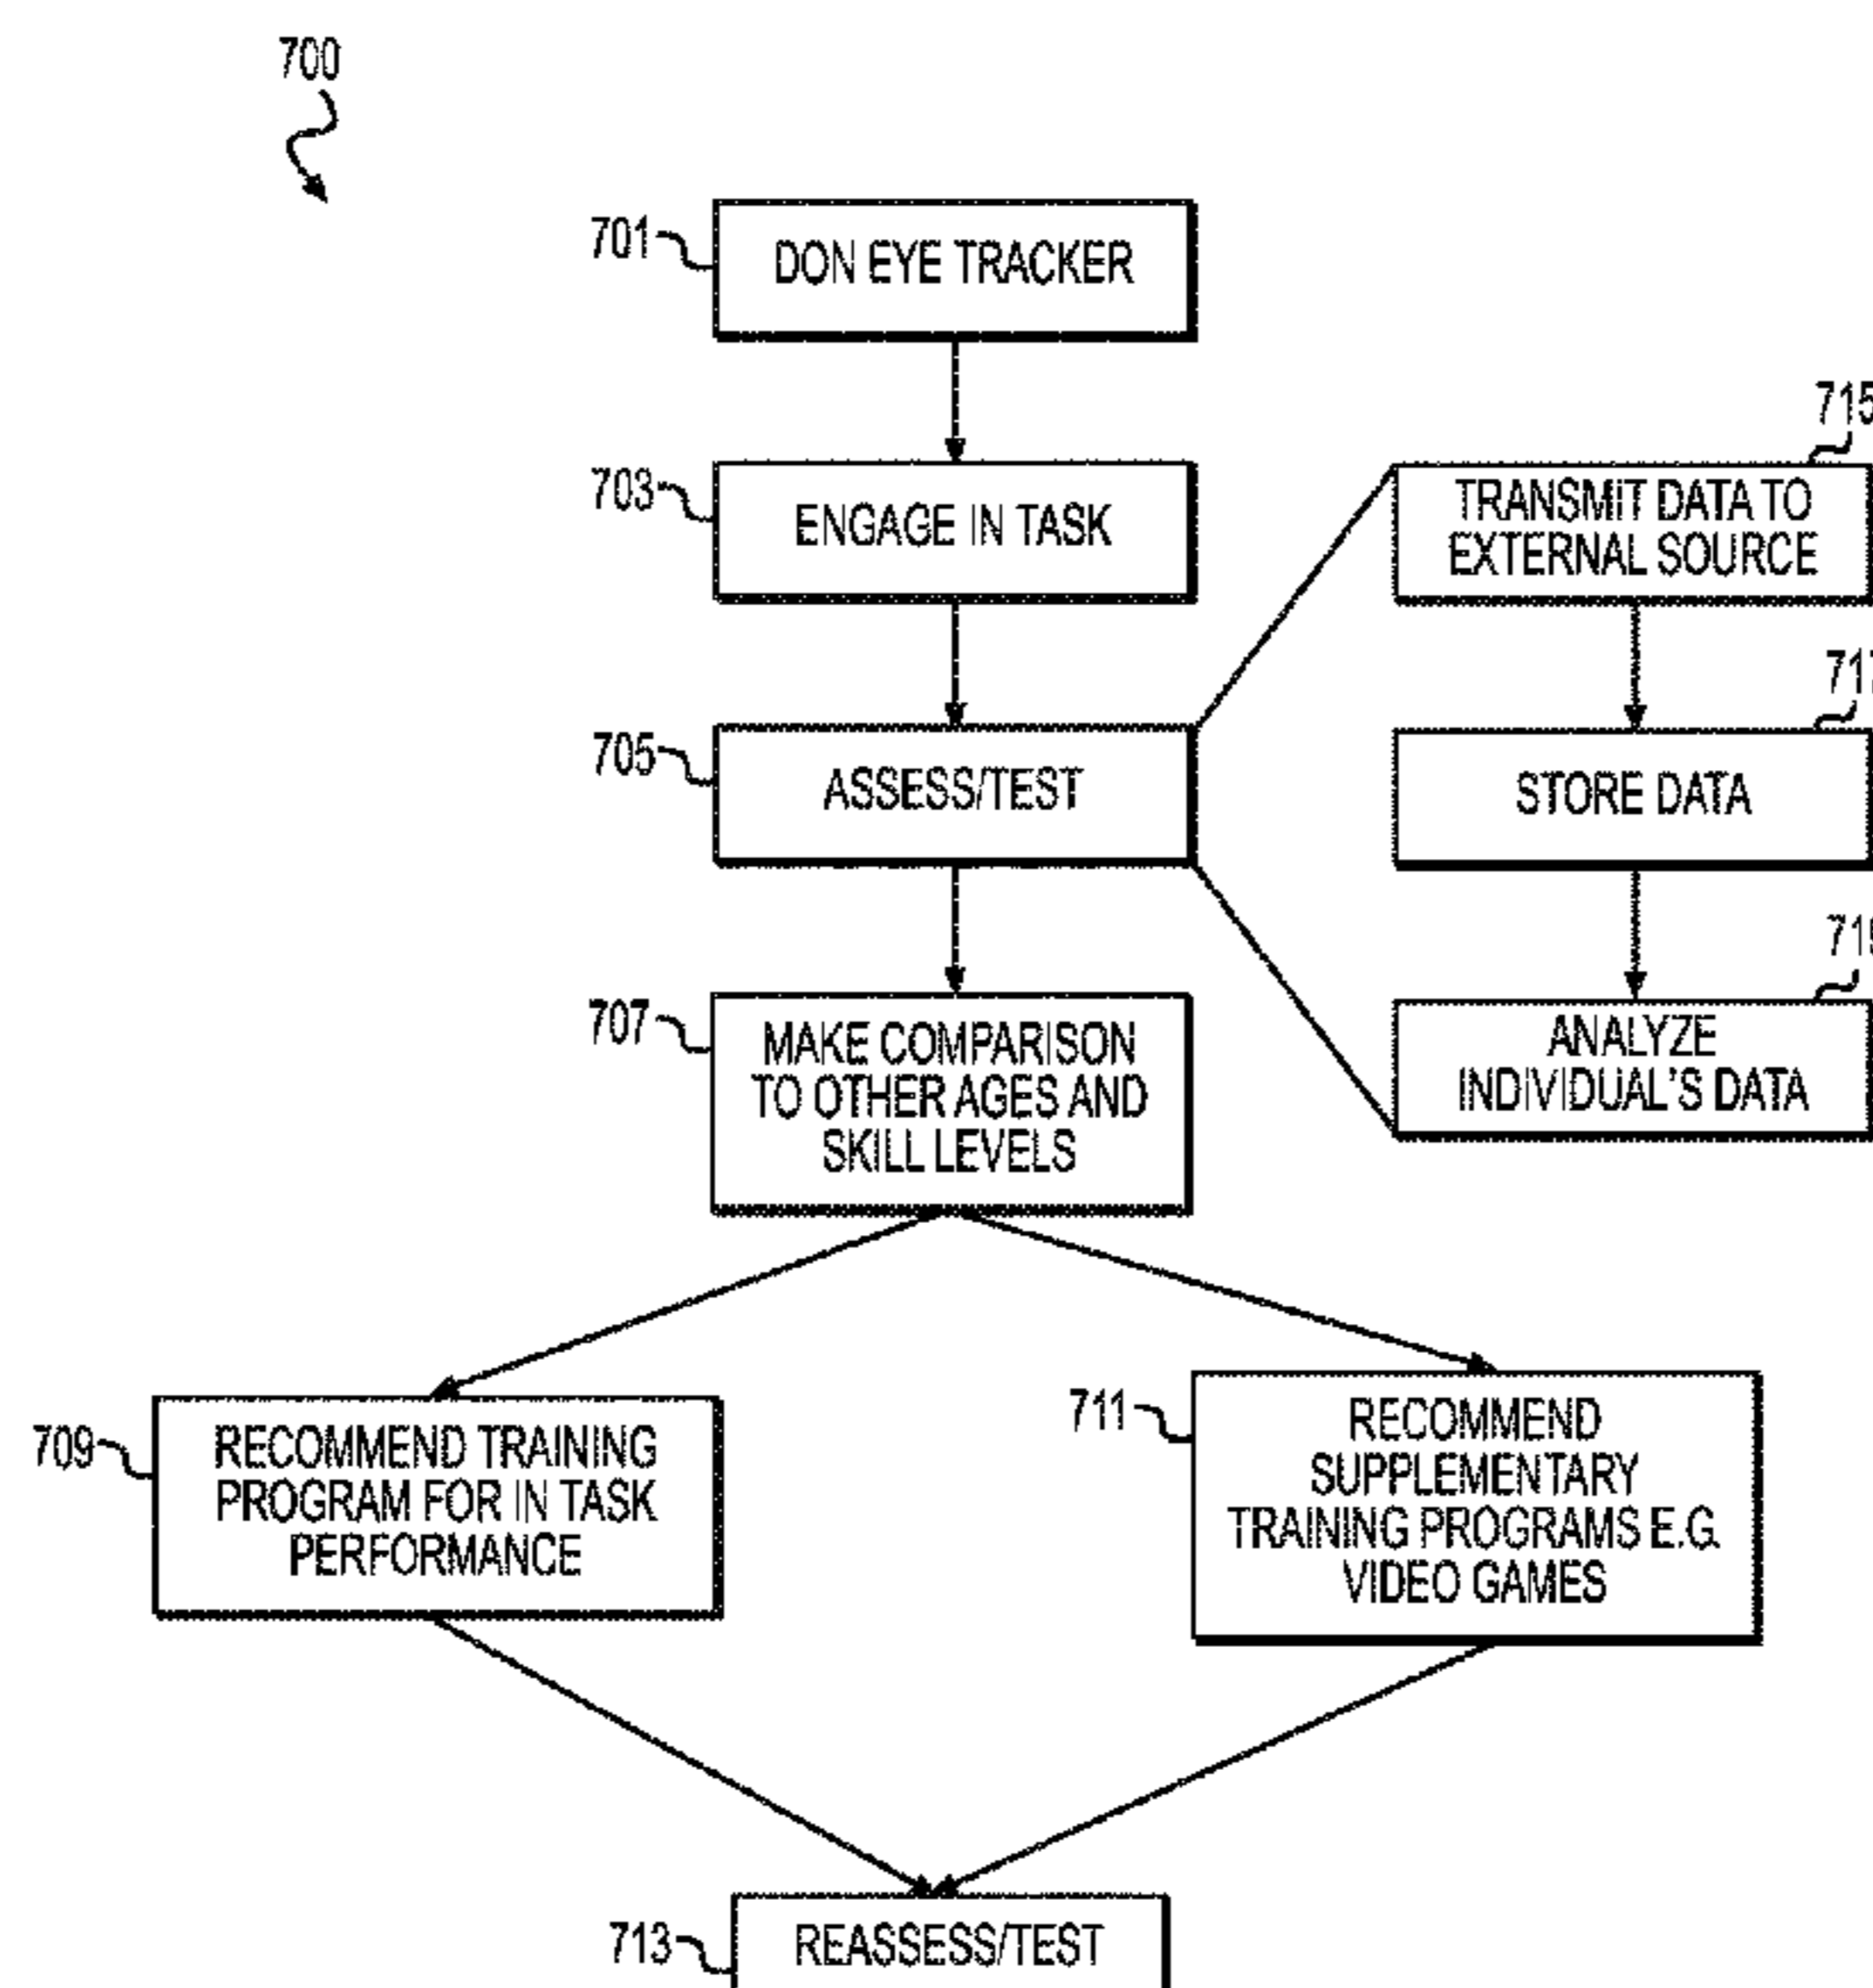 700
701
DON EYE TRACKER
703
ENGAGE IN TASK
705
ASSESS/TEST
715
TRANSMIT DATA TO
EXTERNAL SOURCE
STORE DATA
ANALYZE
INDIVIDUAL'S DATA
707
MAKE COMPARISON
TO OTHER AGES AND
SKILL LEVELS
709
RECOMMEND TRAINING
PROGRAM FOR IN TASK
PERFORMANCE
711
RECOMMEND
SUPPLEMENTARY
TRAINING PROGRAMS E.G.
VIDEO GAMES
713
REASSESS/TEST